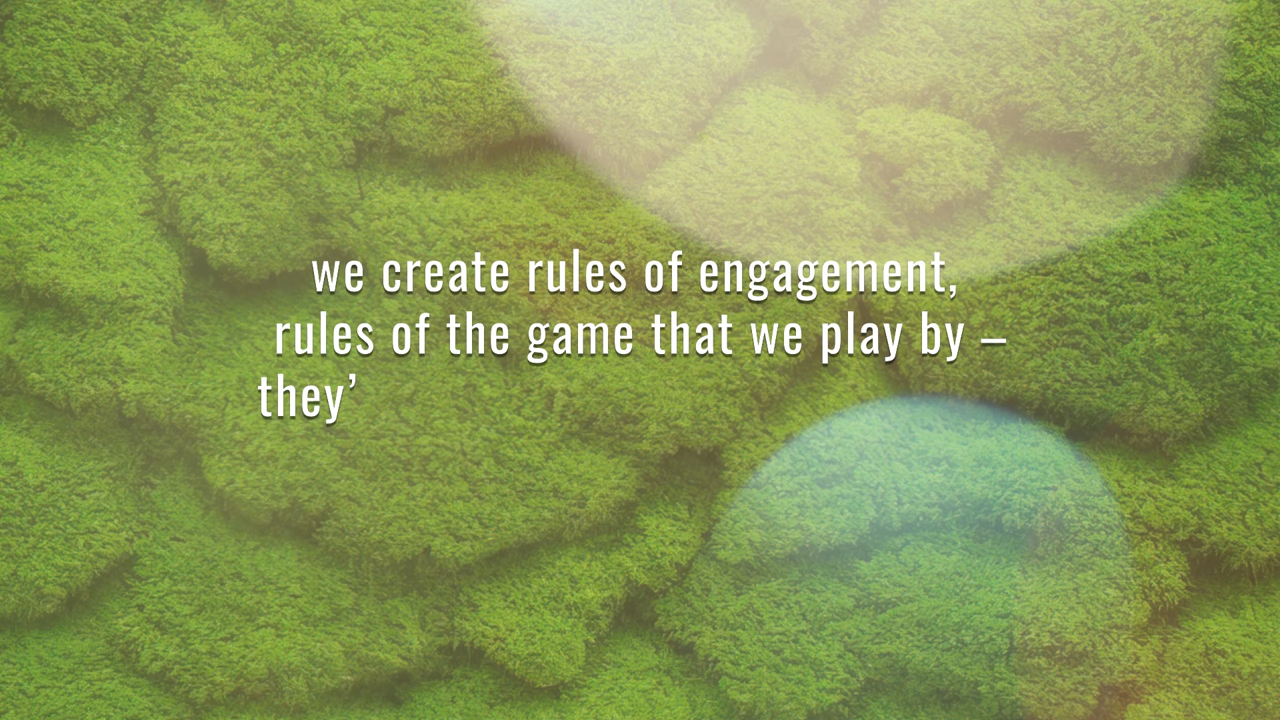 we create rules of engagement,
rules of the game that we play by –
they’